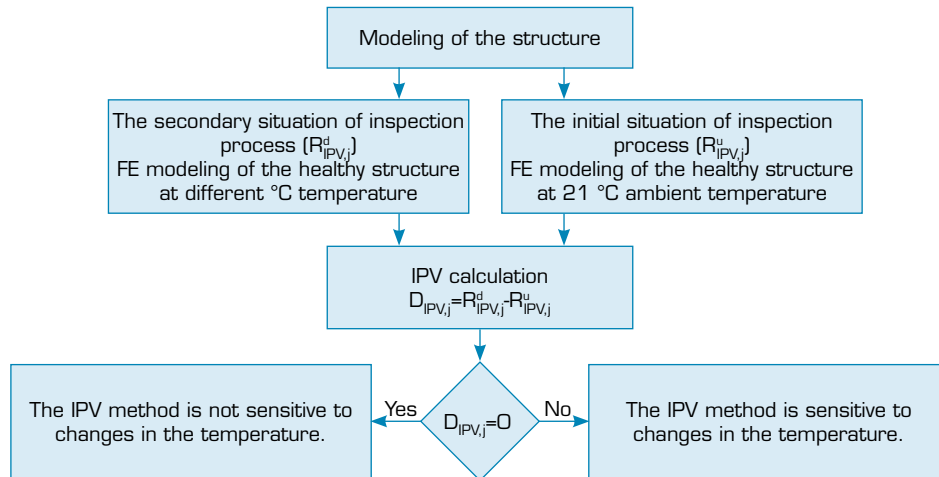 Modeling of the structure
The secondary situation of inspection
process (R^d_IPV,j)
FE modeling of the healthy structure
at different °C temperature
The initial situation of inspection
process (R^u_IPV,j)
FE modeling of the healthy structure
at 21 °C ambient temperature
IPV calculation
D_IPV,j=R^d_IPV,j-R^u_IPV,j
The IPV method is not sensitive to
changes in the temperature.
Yes
D_IPV,j=0
No
The IPV method is sensitive to
changes in the temperature.